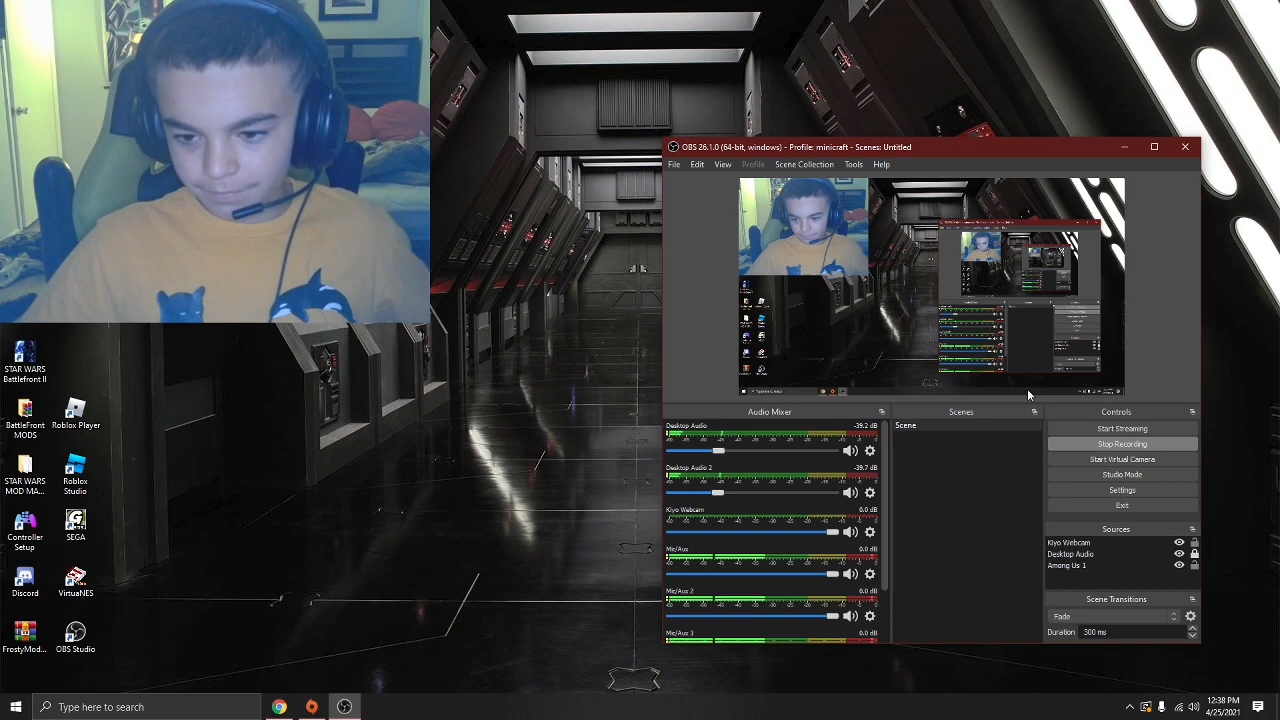 OBS 26.1.0 (64-bit, windows) - Profile: minicraft - Scenes: Untitled
File Edit View Profile Scene Collection Tools Help
STAR WARS
Battlefront II
BattleFront
MODS
Roblox Player
STAR WARS
MOD MA...
Roblox
Controller
setup
SEGA
Discord
VirtuaNES
OBS Studio
Audio Mixer
Desktop Audio -39.2 dB
Desktop Audio 2 -39.7 dB
Kiyo Webcam 0.0 dB
Mic/Aux 0.0 dB
Mic/Aux 2 0.0 dB
Mic/Aux 3 0.0 dB
Scenes
Scene
Controls
Start Streaming
Stop Recording
Start Virtual Camera
Studio Mode
Settings
Exit
Sources
Kiyo Webcam
Desktop Audio
Among Us 1
Scene Transitions
Fade
Duration 300 ms
Type here to search
12:38 PM
4/25/2021